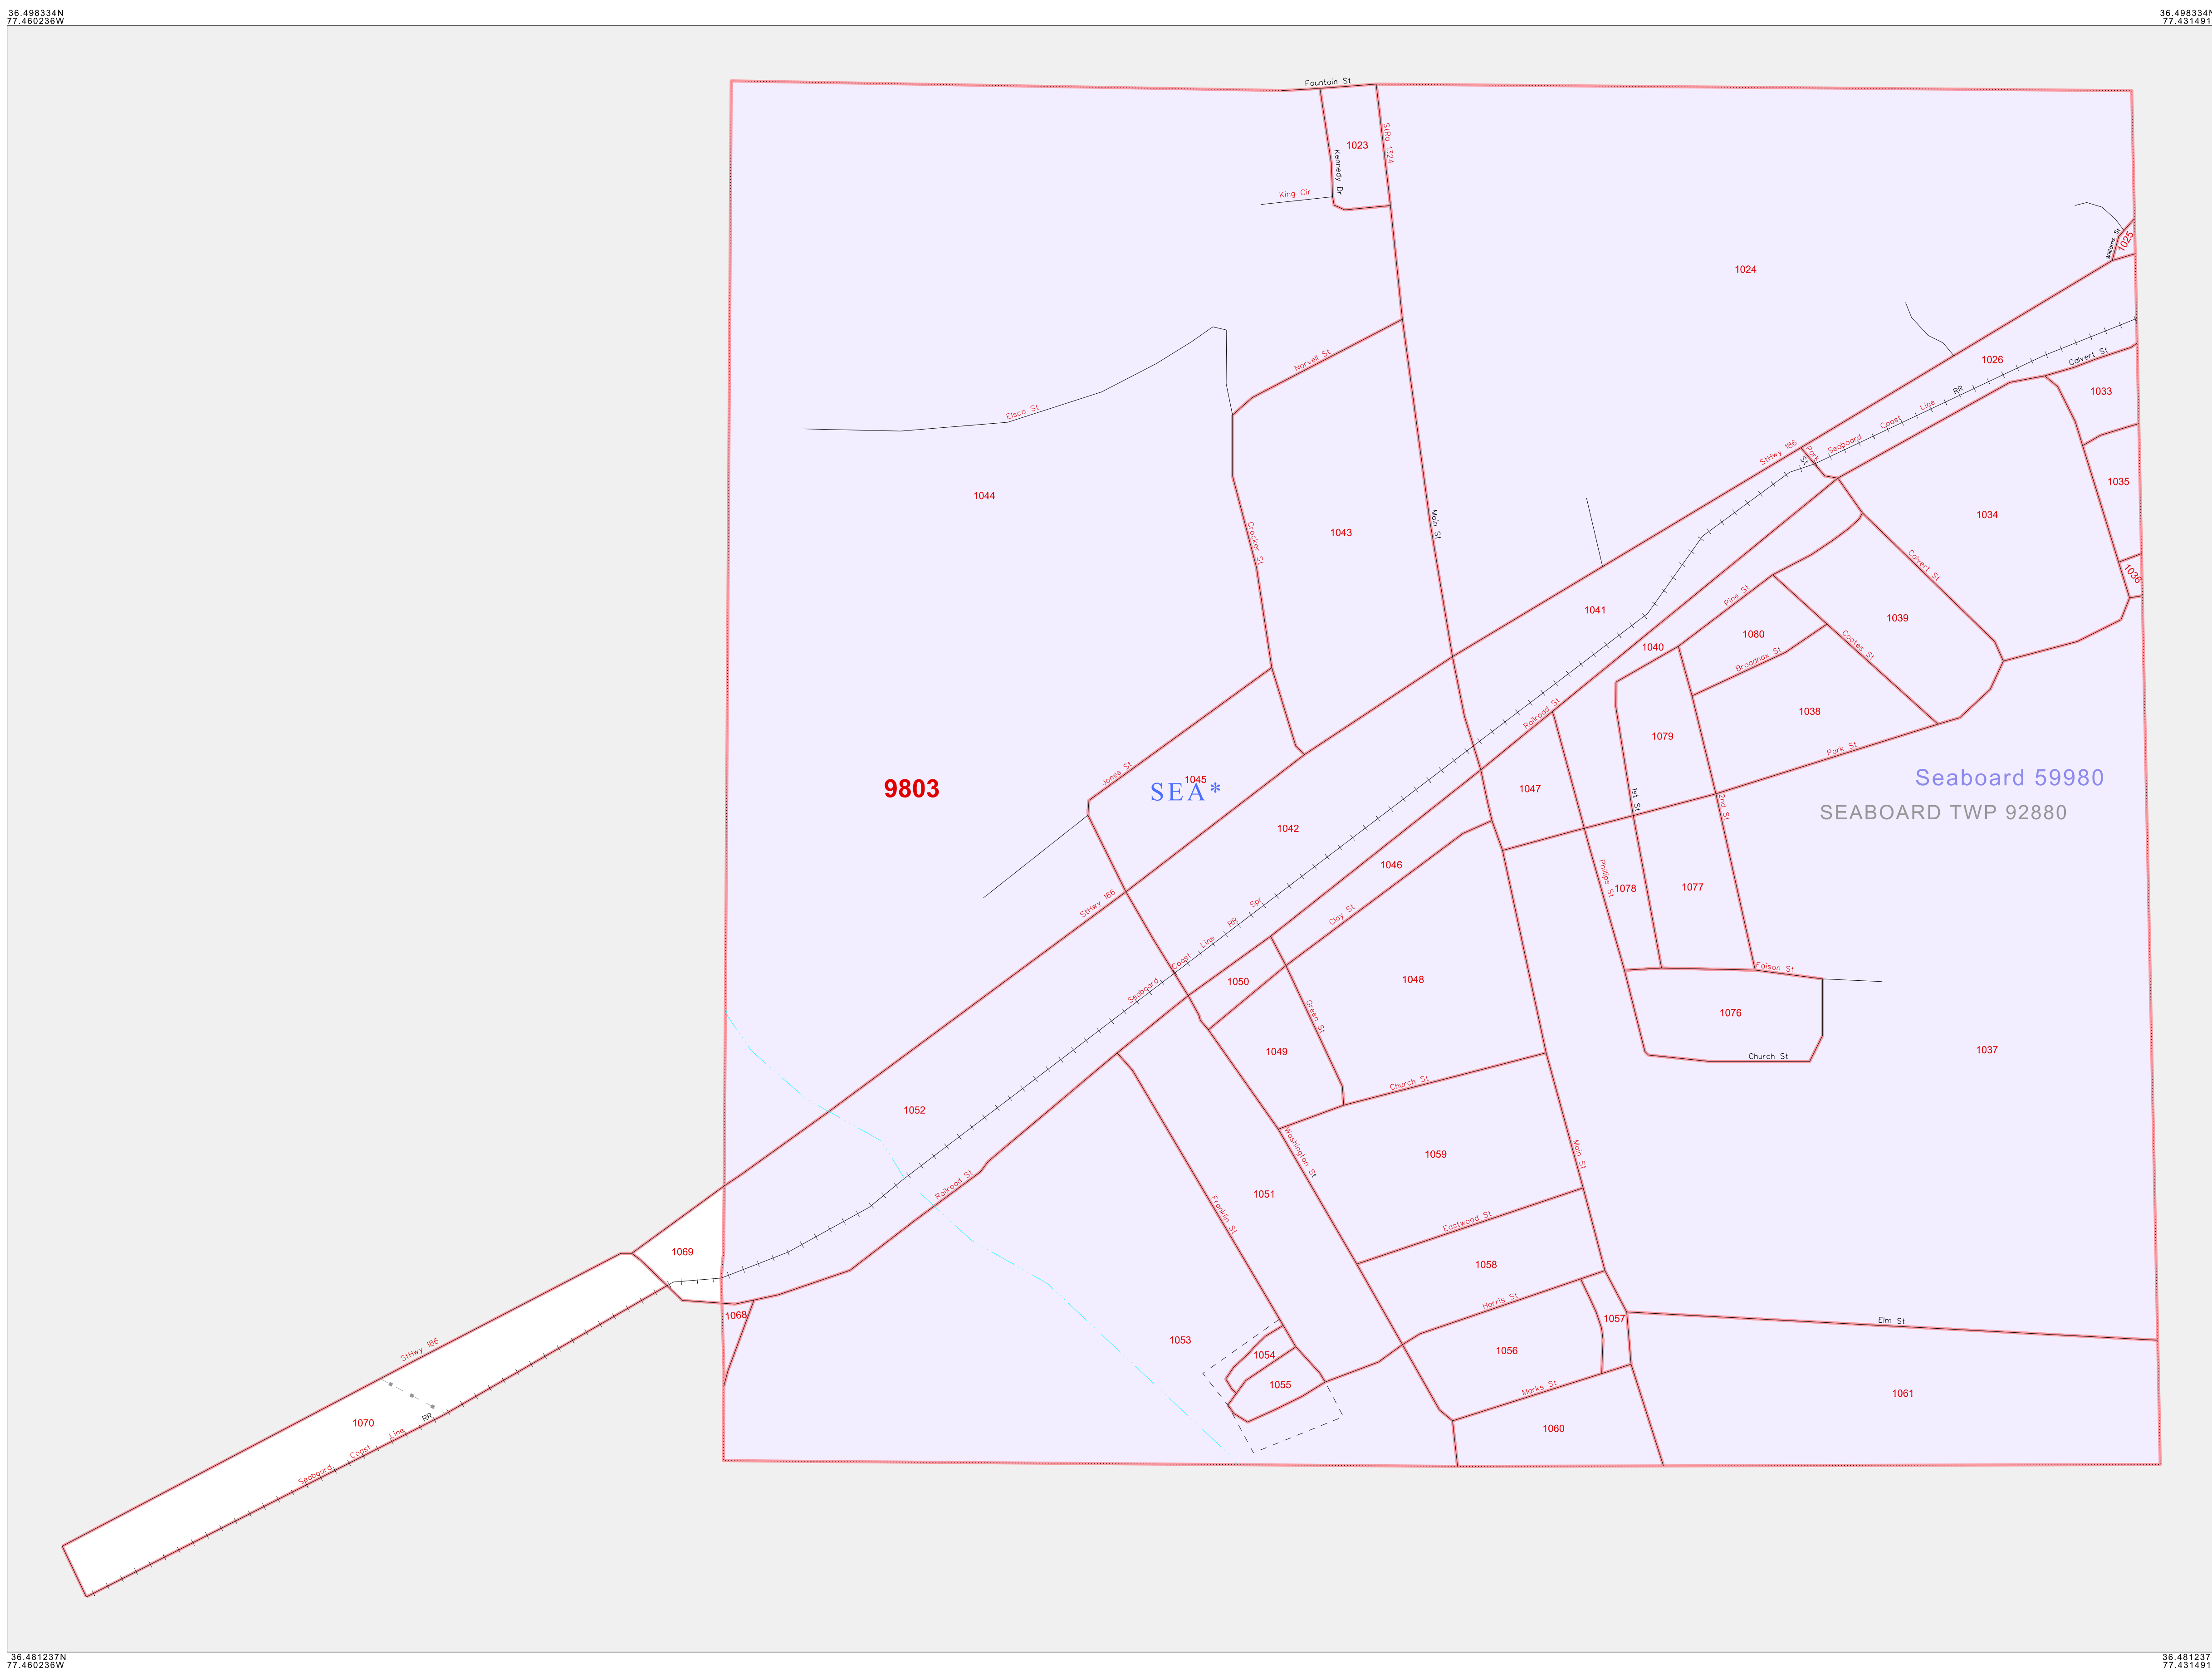 36.498334N
77.460236W
36.498334N
77.431491
Fountain St
1023
StRd 1324
Kennedy Dr
King Cir
1024
Williams St
1025
1026
Calvert St
1033
Norvell St
Elsco St
StHwy 186
Park St
Seaboard Coast Line RR
1035
1034
1044
Crocker St
1043
Main St
1036
Calvert St
1039
1041
Pine St
1080
1040
Coates St
Broadnax St
1038
Railroad St
1079
Park St
Jones St
1045
9803
SEA*
1047
1st St
2nd St
Seaboard 59980
SEABOARD TWP 92880
1042
1046
Phillips St
1078
1077
StHwy 186
Clay St
Seaboard Coast Line RR Spr
Faison St
1050
1048
Green St
1076
1049
Church St
1037
Church St
1052
Main St
1059
Washington St
Railroad St
1051
Franklin St
Eastwood St
1069
1058
Harris St
1068
1057
Elm St
1053
StHwy 186
1054
1056
1055
Marks St
1061
1070
Seaboard Coast Line RR
1060
36.481237N
77.460236W
36.481237
77.431491